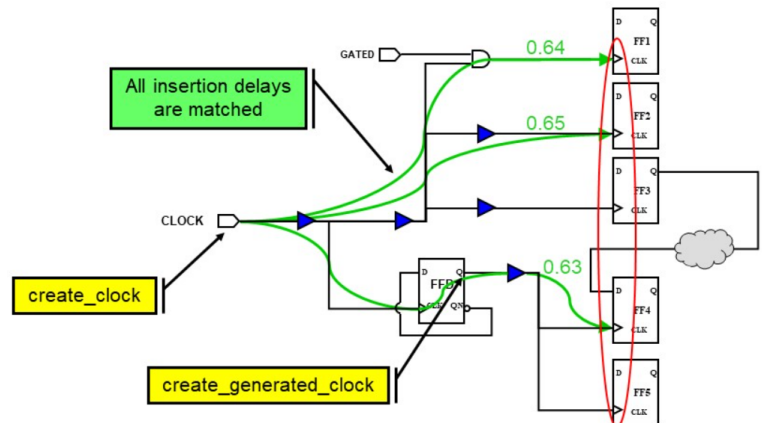 D Q
FF1
CLK
GATED
0.64
All insertion delays
are matched
D Q
FF2
CLK
0.65
D Q
FF3
CLK
CLOCK
create_clock
D Q
FFD
CLK QN
0.63
D Q
FF4
CLK
create_generated_clock
D Q
FF5
CLK